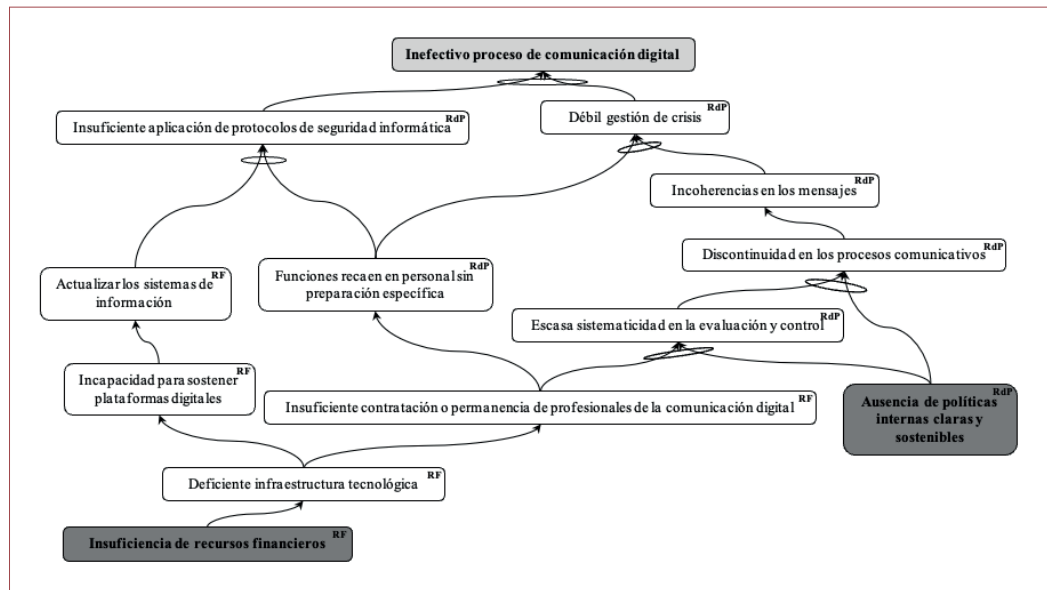 Inefectivo proceso de comunicación digital
Insuficiente aplicación de protocolos de seguridad informática
RdP
Débil gestión de crisis
RdP
Incoherencias en los mensajes
RdP
Discontinuidad en los procesos comunicativos
RdP
Actualizar los sistemas de
información
RF
Funciones recaen en personal sin
preparación específica
RdP
Escasa sistematicidad en la evaluación y control
RdP
Incapacidad para sostener
plataformas digitales
RF
Insuficiente contratación o permanencia de profesionales de la comunicación digital
RF
Ausencia de políticas
internas claras y
sostenibles
RdP
Deficiente infraestructura tecnológica
RF
Insuficiencia de recursos financieros
RF